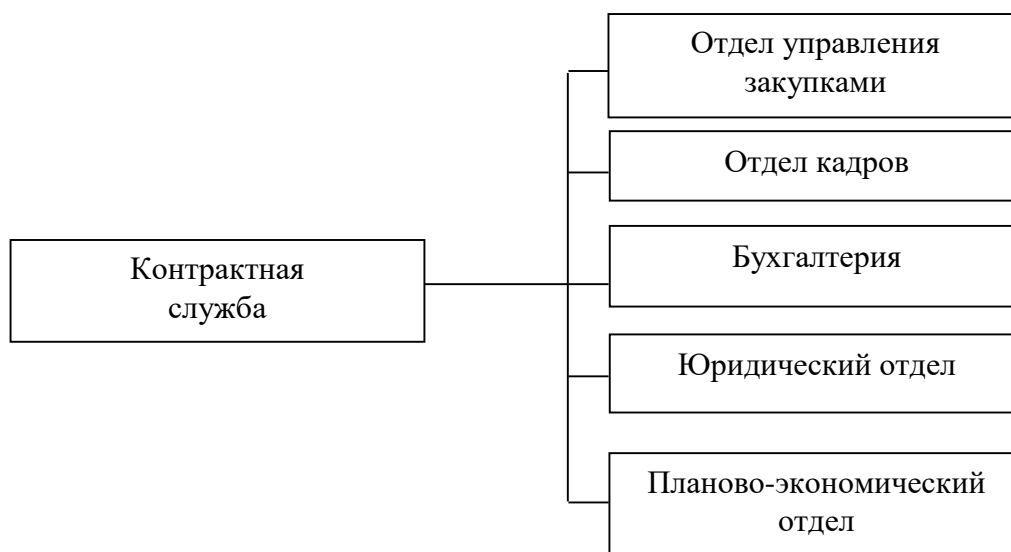 Отдел управления
закупками
Отдел кадров
Контрактная
служба
Бухгалтерия
Юридический отдел
Планово-экономический
отдел